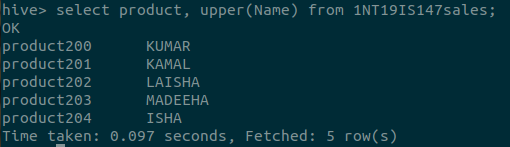 hive> select product, upper(Name) from 1NT19IS147sales;
OK
product200 KUMAR
product201 KAMAL
product202 LAISHA
product203 MADEEHA
product204 ISHA
Time taken: 0.097 seconds, Fetched: 5 row(s)